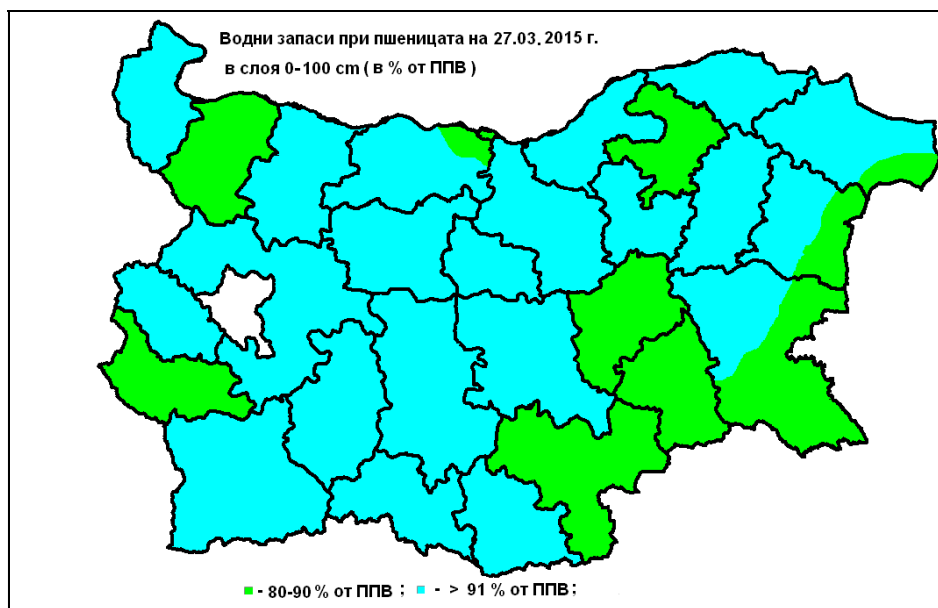 Водни запаси при пшеницата на 27.03.2015 г.
в слоя 0-100 cm ( в % от ППВ )
- 80-90 % от ППВ ; - > 91 % от ППВ;